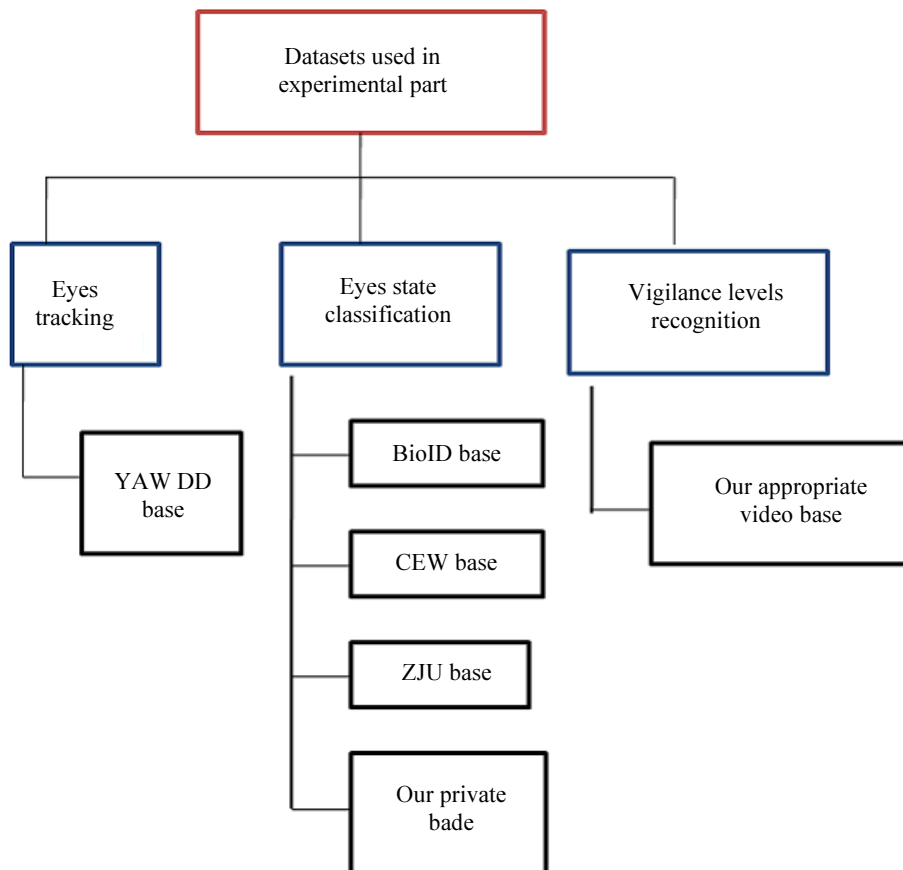 Datasets used in
experimental part
Eyes
tracking
Eyes state
classification
Vigilance levels
recognition
YAW DD
base
BioID base
CEW base
ZJU base
Our private
bade
Our appropriate
video base